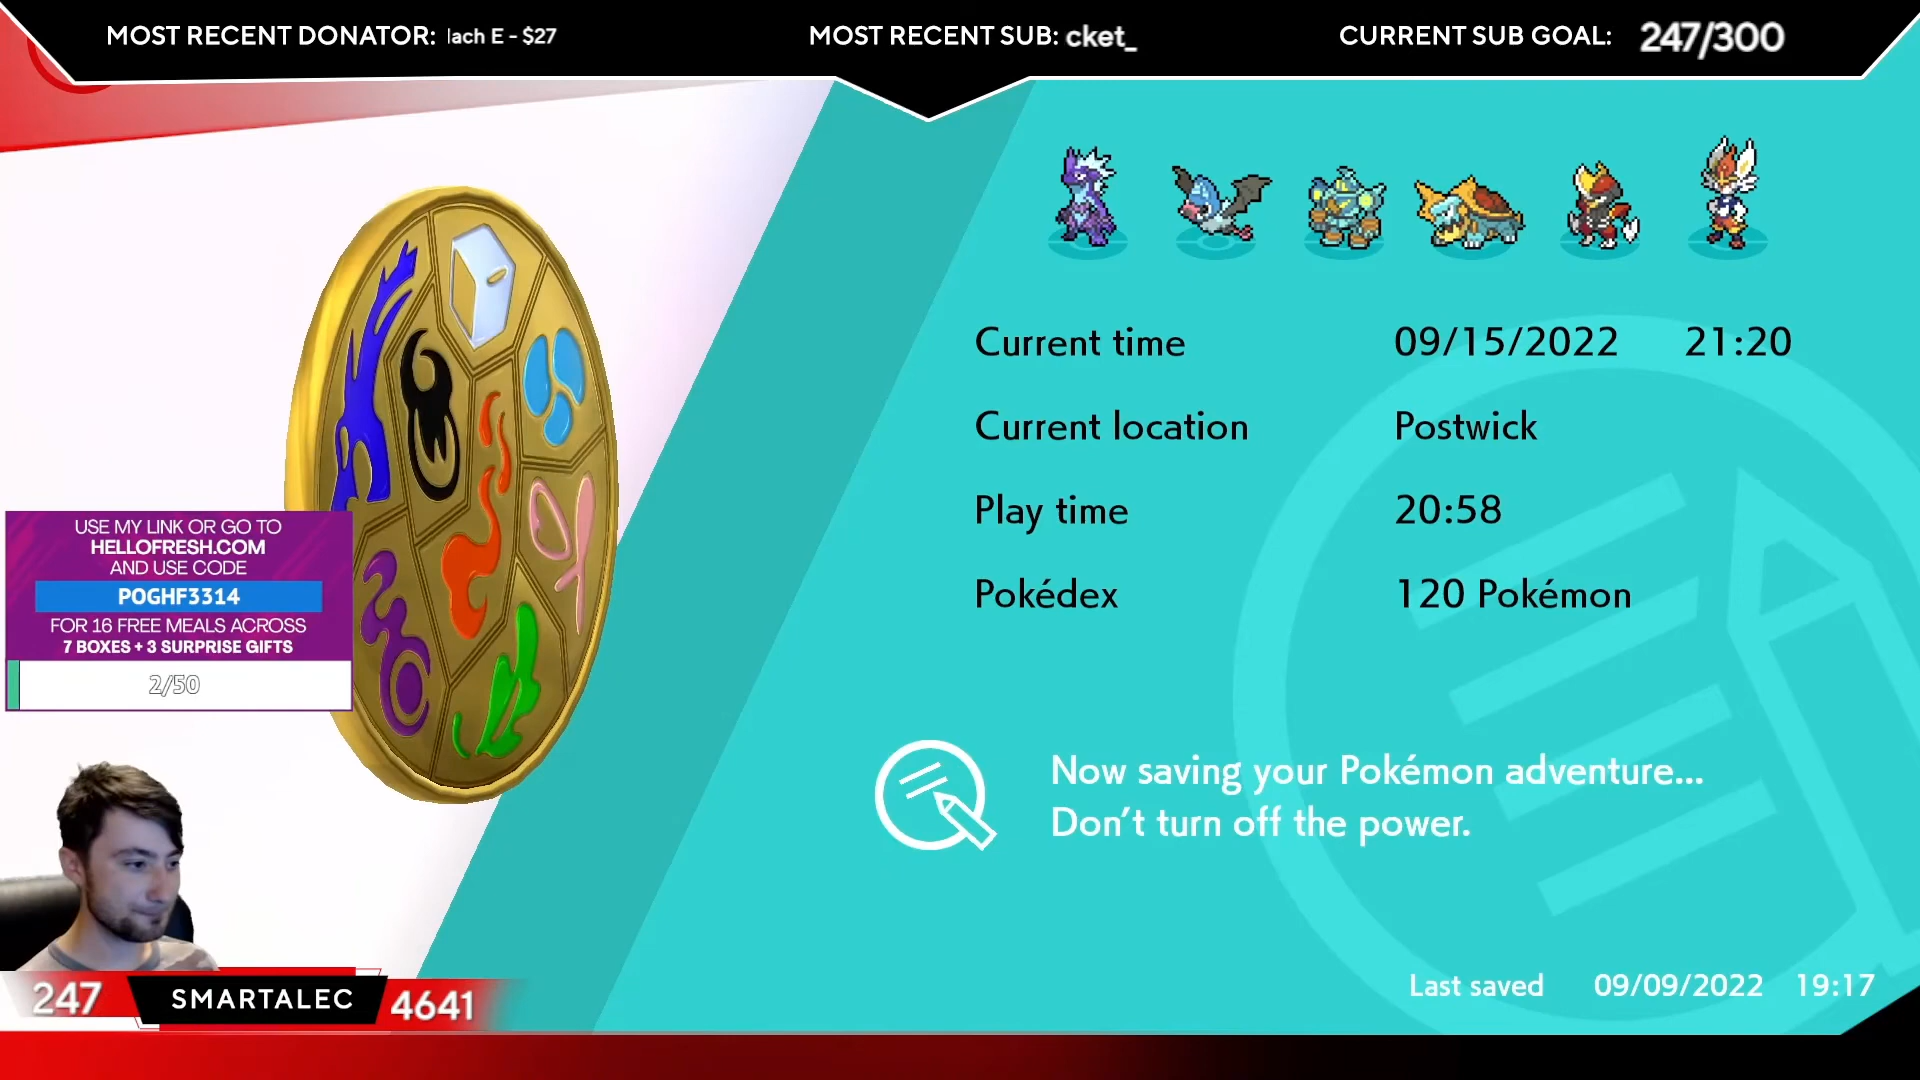 MOST RECENT DONATOR: lach E - $27
MOST RECENT SUB: cket_
CURRENT SUB GOAL: 247/300
Current time 09/15/2022 21:20
Current location Postwick
Play time 20:58
Pokédex 120 Pokémon
USE MY LINK OR GO TO
HELLOFRESH.COM
AND USE CODE
POGHF3314
FOR 16 FREE MEALS ACROSS
7 BOXES + 3 SURPRISE GIFTS
2/50
Now saving your Pokémon adventure...
Don't turn off the power.
Last saved 09/09/2022 19:17
247 SMARTALEC 4641